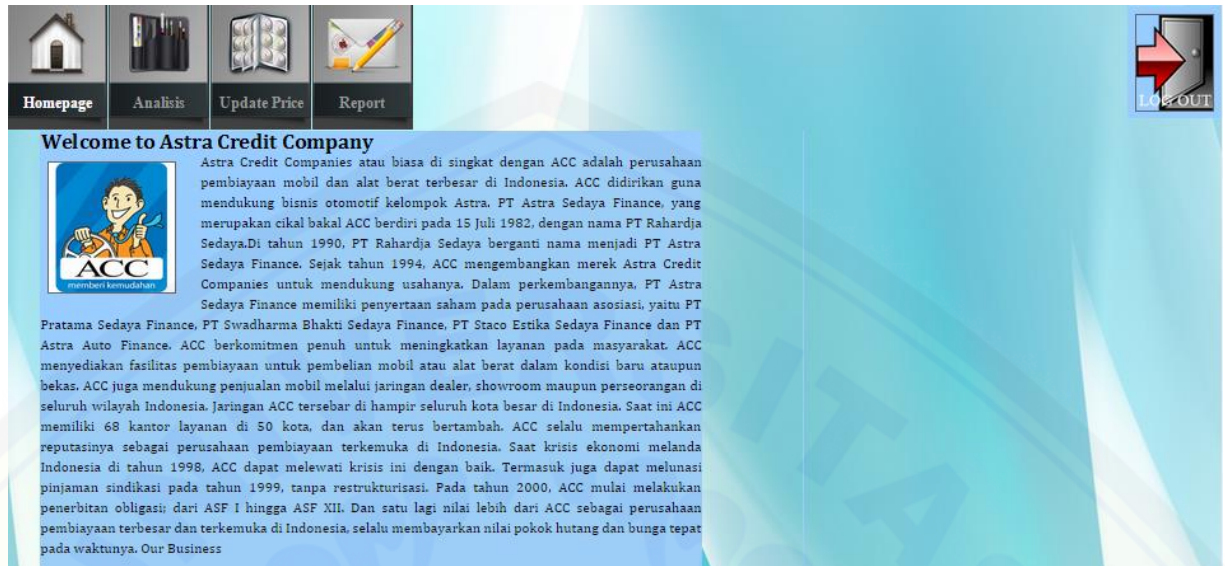 Homepage
Analisis
Update Price
Report
LOG OUT
Welcome to Astra Credit Company
Astra Credit Companies atau biasa di singkat dengan ACC adalah perusahaan
pembiayaan mobil dan alat berat terbesar di Indonesia. ACC didirikan guna
mendukung bisnis otomotif kelompok Astra. PT Astra Sedaya Finance, yang
merupakan cikal bakal ACC berdiri pada 15 Juli 1982, dengan nama PT Rahardja
Sedaya.Di tahun 1990, PT Rahardja Sedaya berganti nama menjadi PT Astra
Sedaya Finance. Sejak tahun 1994, ACC mengembangkan merek Astra Credit
Companies untuk mendukung usahanya. Dalam perkembangannya, PT Astra
Sedaya Finance memiliki penyertaan saham pada perusahaan asosiasi, yaitu PT
ACC
memberi kemudahan
Pratama Sedaya Finance, PT Swadharma Bhakti Sedaya Finance, PT Staco Estika Sedaya Finance dan PT
Astra Auto Finance. ACC berkomitmen penuh untuk meningkatkan layanan pada masyarakat. ACC
menyediakan fasilitas pembiayaan untuk pembelian mobil atau alat berat dalam kondisi baru ataupun
bekas. ACC juga mendukung penjualan mobil melalui jaringan dealer, showroom maupun perseorangan di
seluruh wilayah Indonesia. Jaringan ACC tersebar di hampir seluruh kota besar di Indonesia. Saat ini ACC
memiliki 68 kantor layanan di 50 kota, dan akan terus bertambah. ACC selalu mempertahankan
reputasinya sebagai perusahaan pembiayaan terkemuka di Indonesia. Saat krisis ekonomi melanda
Indonesia di tahun 1998, ACC dapat melewati krisis ini dengan baik. Termasuk juga dapat melunasi
pinjaman sindikasi pada tahun 1999, tanpa restrukturisasi. Pada tahun 2000, ACC mulai melakukan
penerbitan obligasi; dari ASF I hingga ASF XII. Dan satu lagi nilai lebih dari ACC sebagai perusahaan
pembiayaan terbesar dan terkemuka di Indonesia, selalu membayarkan nilai pokok hutang dan bunga tepat
pada waktunya. Our Business